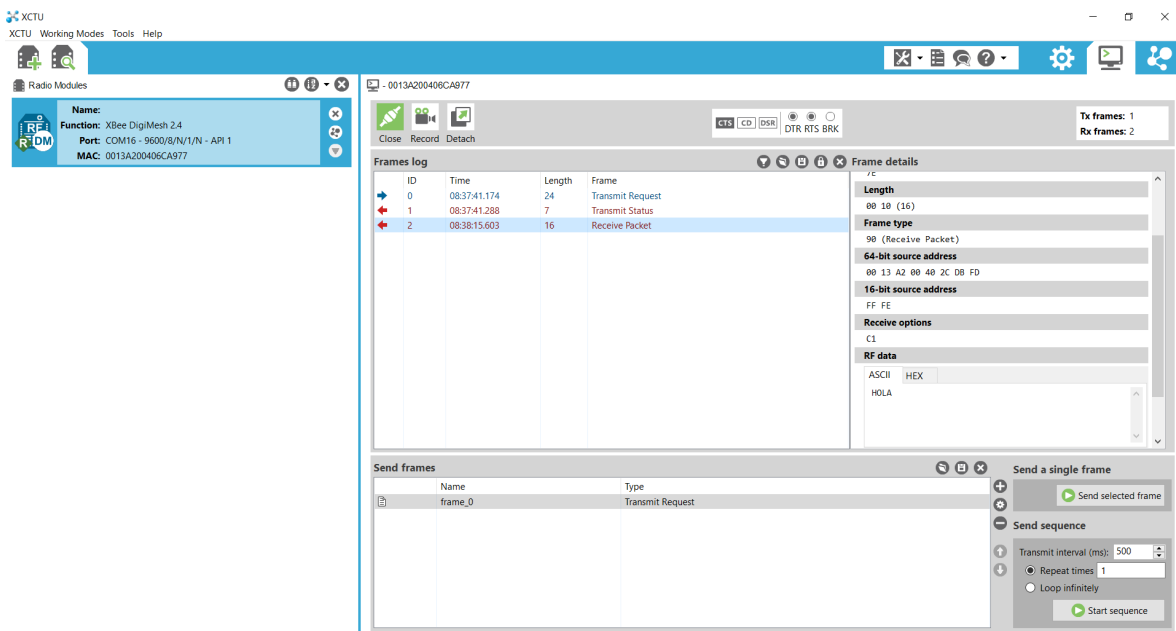 XCTU
XCTU Working Modes Tools Help
Radio Modules
- 0013A200406CA977
Name:
Function: XBee DigiMesh 2.4
Port: COM16 - 9600/8/N/1/N - API 1
MAC: 0013A200406CA977
RF
R DM
Close Record Detach
CTS CD DSR DTR RTS BRK
Tx frames: 1
Rx frames: 2
Frames log
ID Time Length Frame
0 08:37:41.174 24 Transmit Request
1 08:37:41.288 7 Transmit Status
2 08:38:15.603 16 Receive Packet
Frame details
7E
Length
00 10 (16)
Frame type
90 (Receive Packet)
64-bit source address
00 13 A2 00 40 2C DB FD
16-bit source address
FF FE
Receive options
C1
RF data
ASCII HEX
HOLA
Send frames
Name Type
frame_0 Transmit Request
Send a single frame
Send selected frame
Send sequence
Transmit interval (ms): 500
Repeat times 1
Loop infinitely
Start sequence